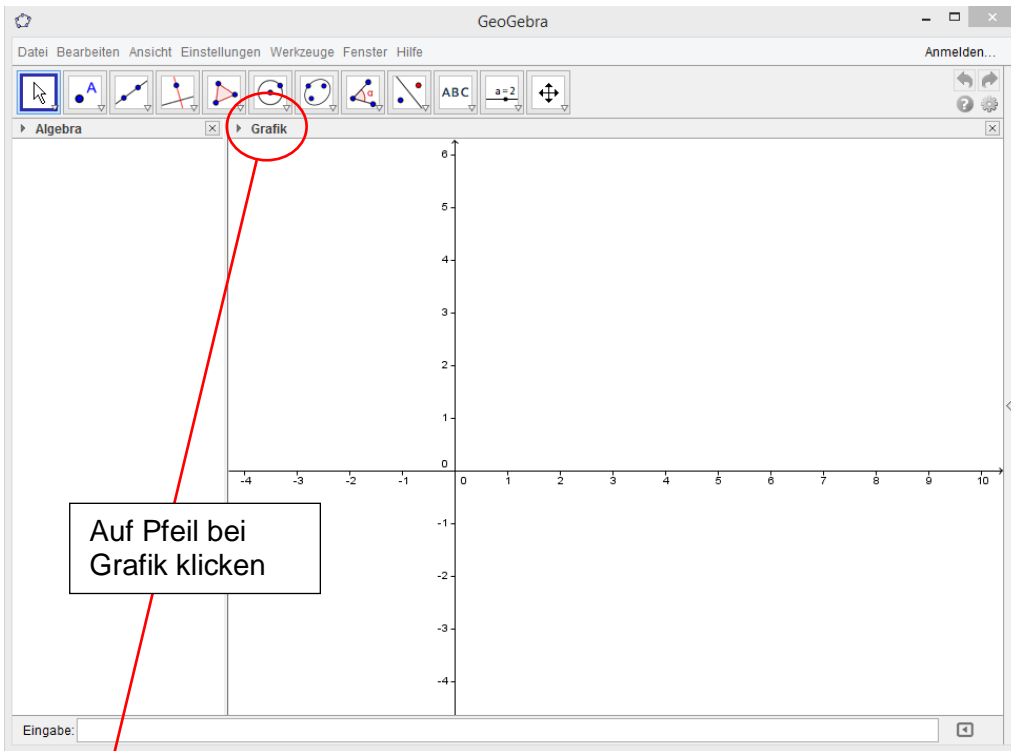 GeoGebra
Datei Bearbeiten Ansicht Einstellungen Werkzeuge Fenster Hilfe Anmelden...
A α ABC a=2
Algebra Grafik
6
5
4
3
2
1
0
-4 -3 -2 -1 0 1 2 3 4 5 6 7 8 9 10
Auf Pfeil bei
Grafik klicken
-1
-2
-3
-4
Eingabe: